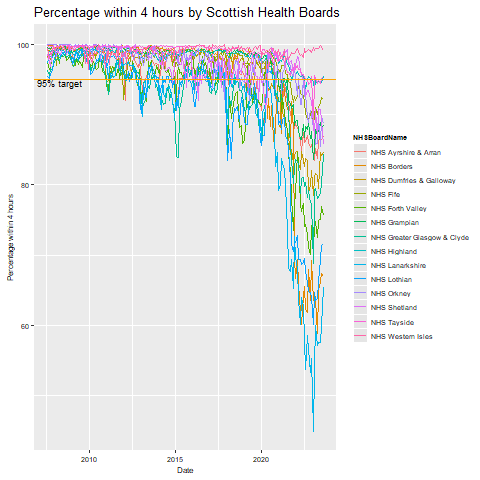 Percentage within 4 hours by Scottish Health Boards
100
95% target
80
60
Percentage within 4 hours
2010
2015
2020
Date
NHSBoardName
NHS Ayrshire & Arran
NHS Borders
NHS Dumfries & Galloway
NHS Fife
NHS Forth Valley
NHS Grampian
NHS Greater Glasgow & Clyde
NHS Highland
NHS Lanarkshire
NHS Lothian
NHS Orkney
NHS Shetland
NHS Tayside
NHS Western Isles